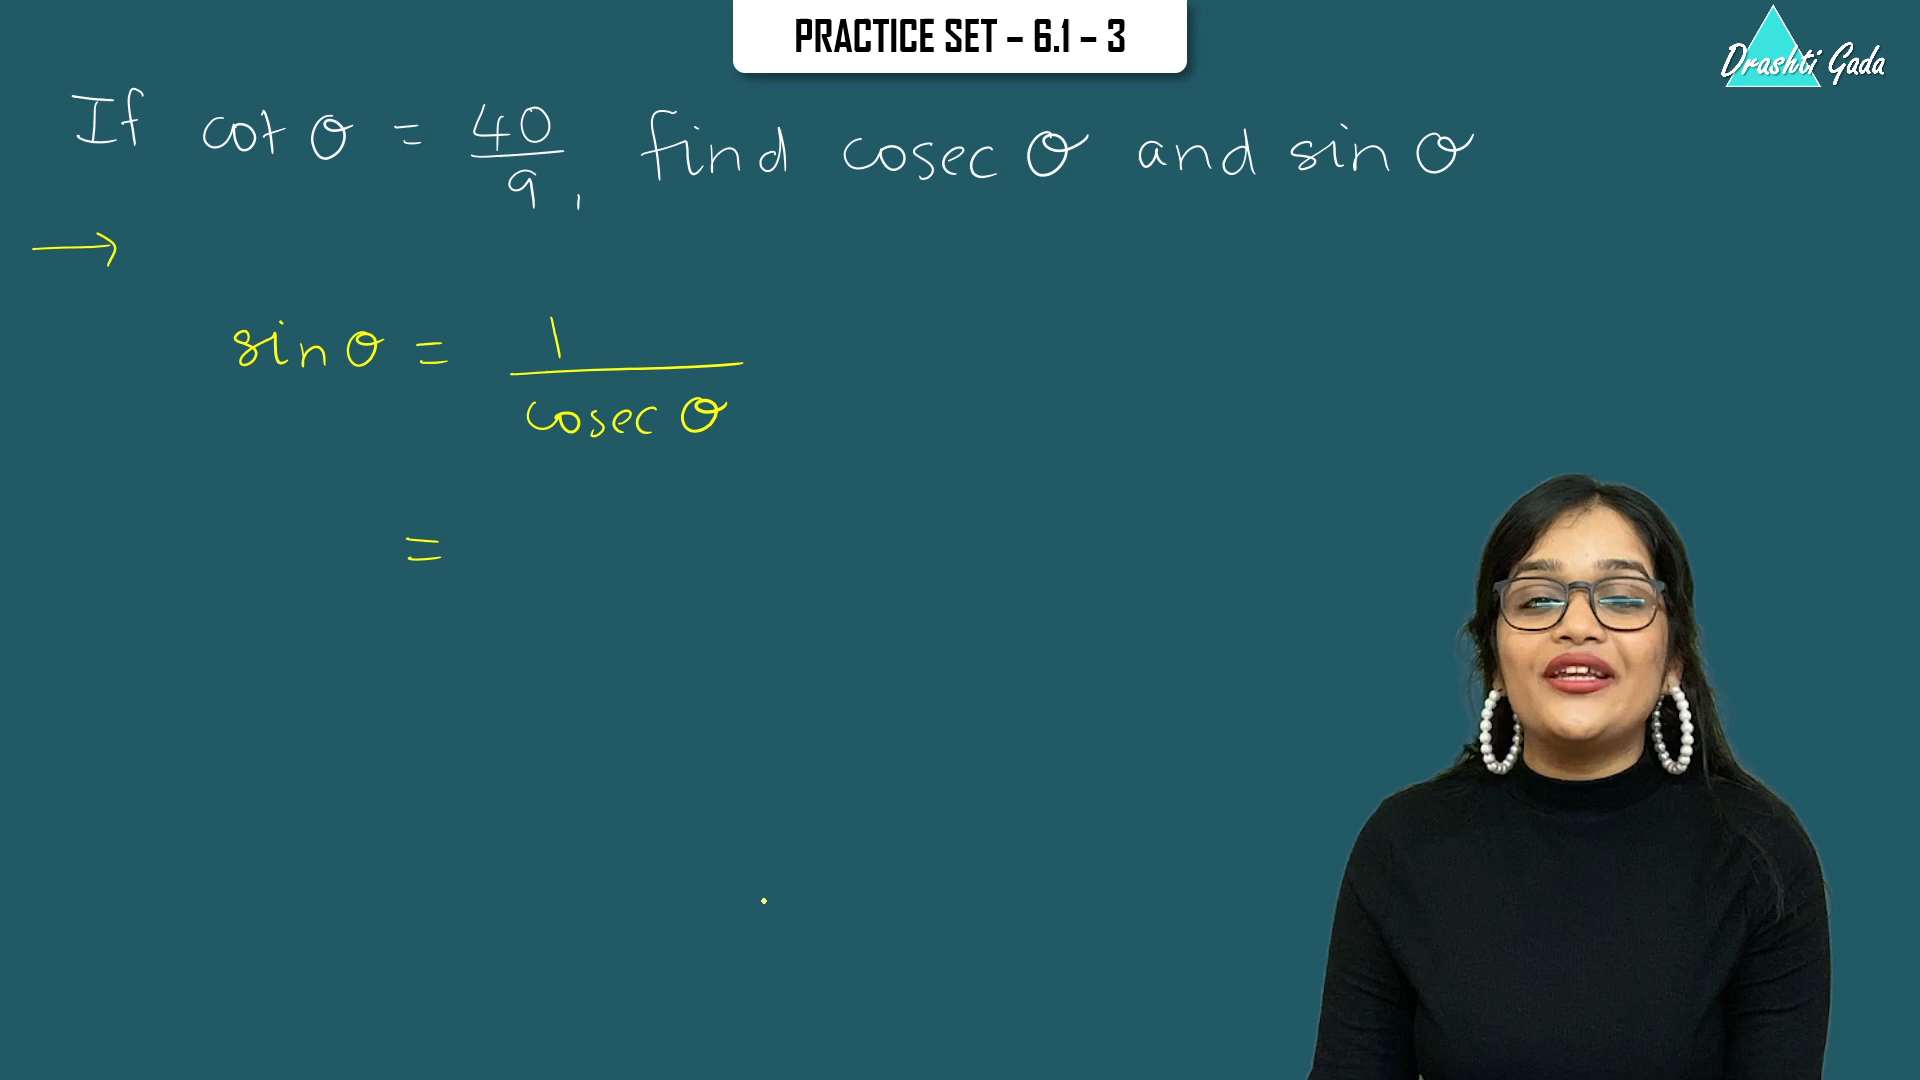 PRACTICE SET – 6.1 – 3
Drashti Gada
If cot θ = 40/9, find cosec θ and sin θ
→
sin θ = 1/cosec θ
=